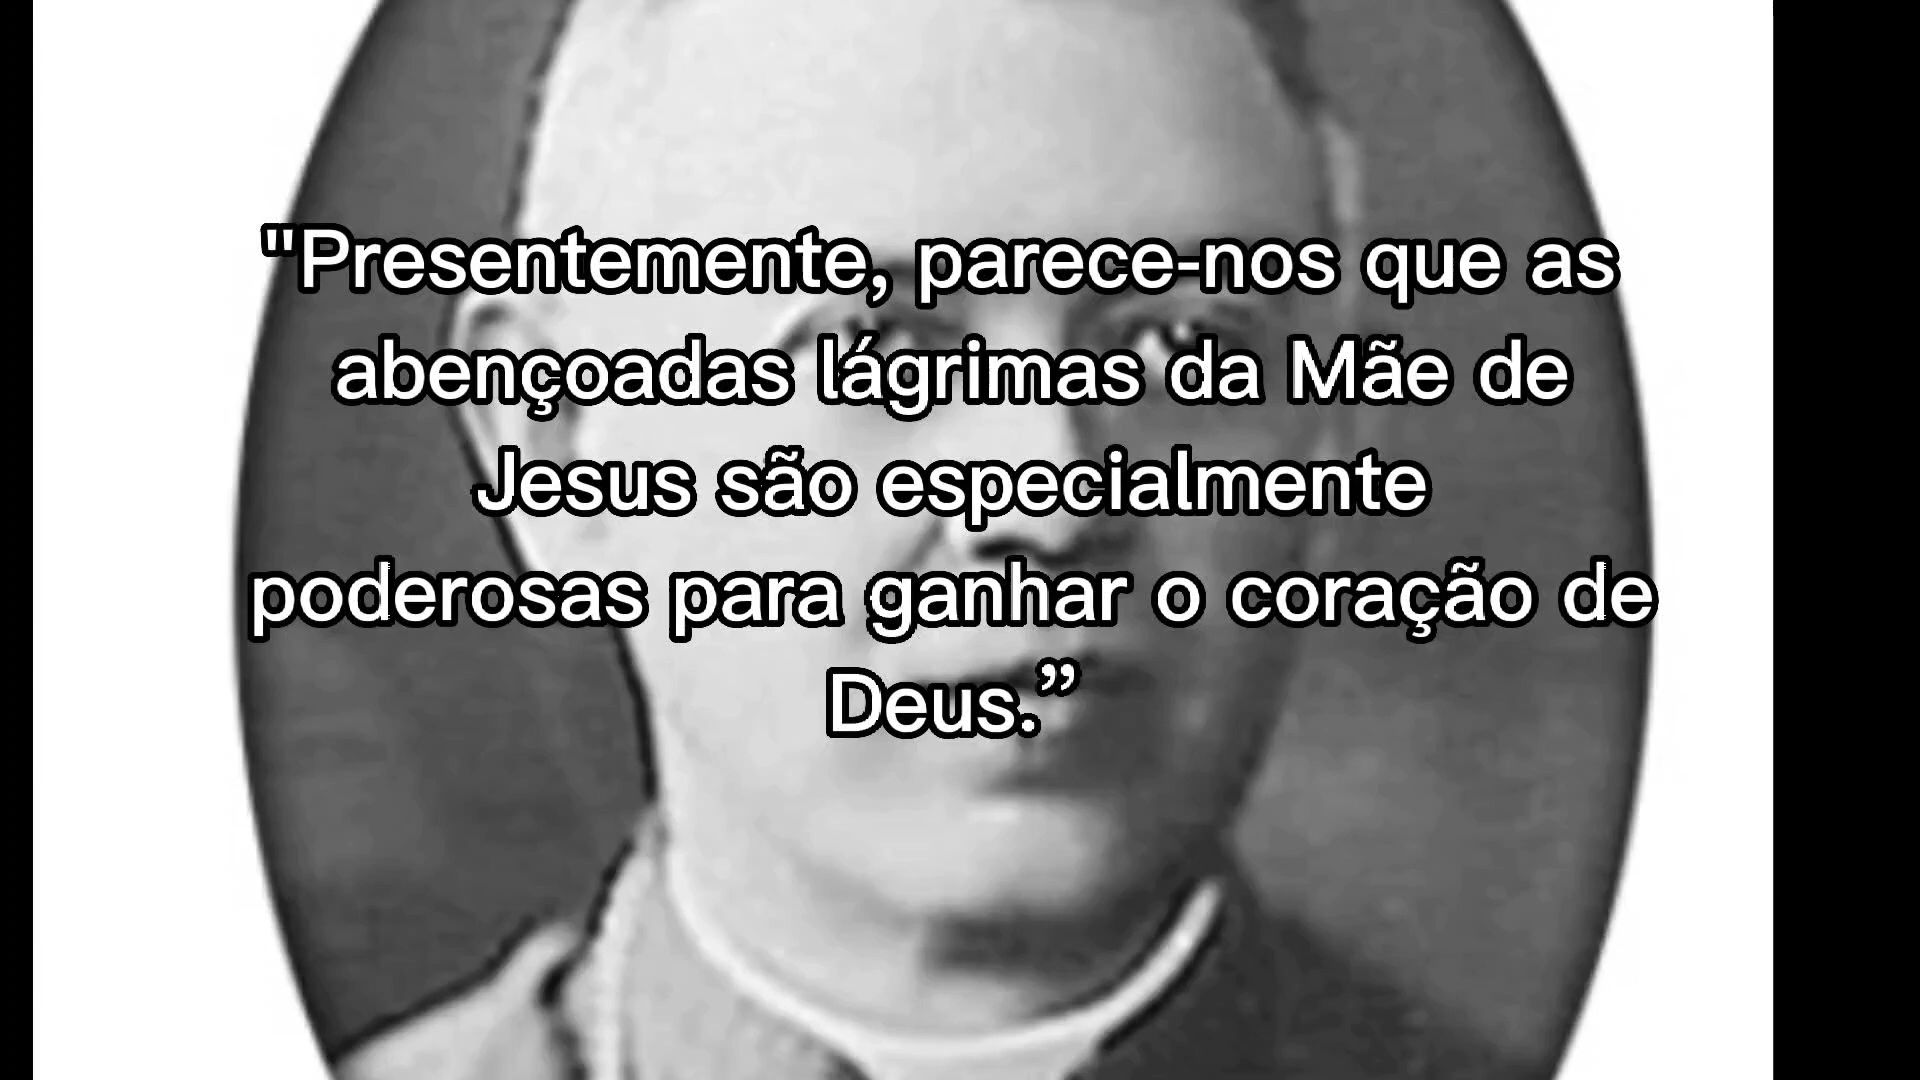 "Presentemente, parece-nos que as
abençoadas lágrimas da Mãe de
Jesus são especialmente
poderosas para ganhar o coração de
Deus.”